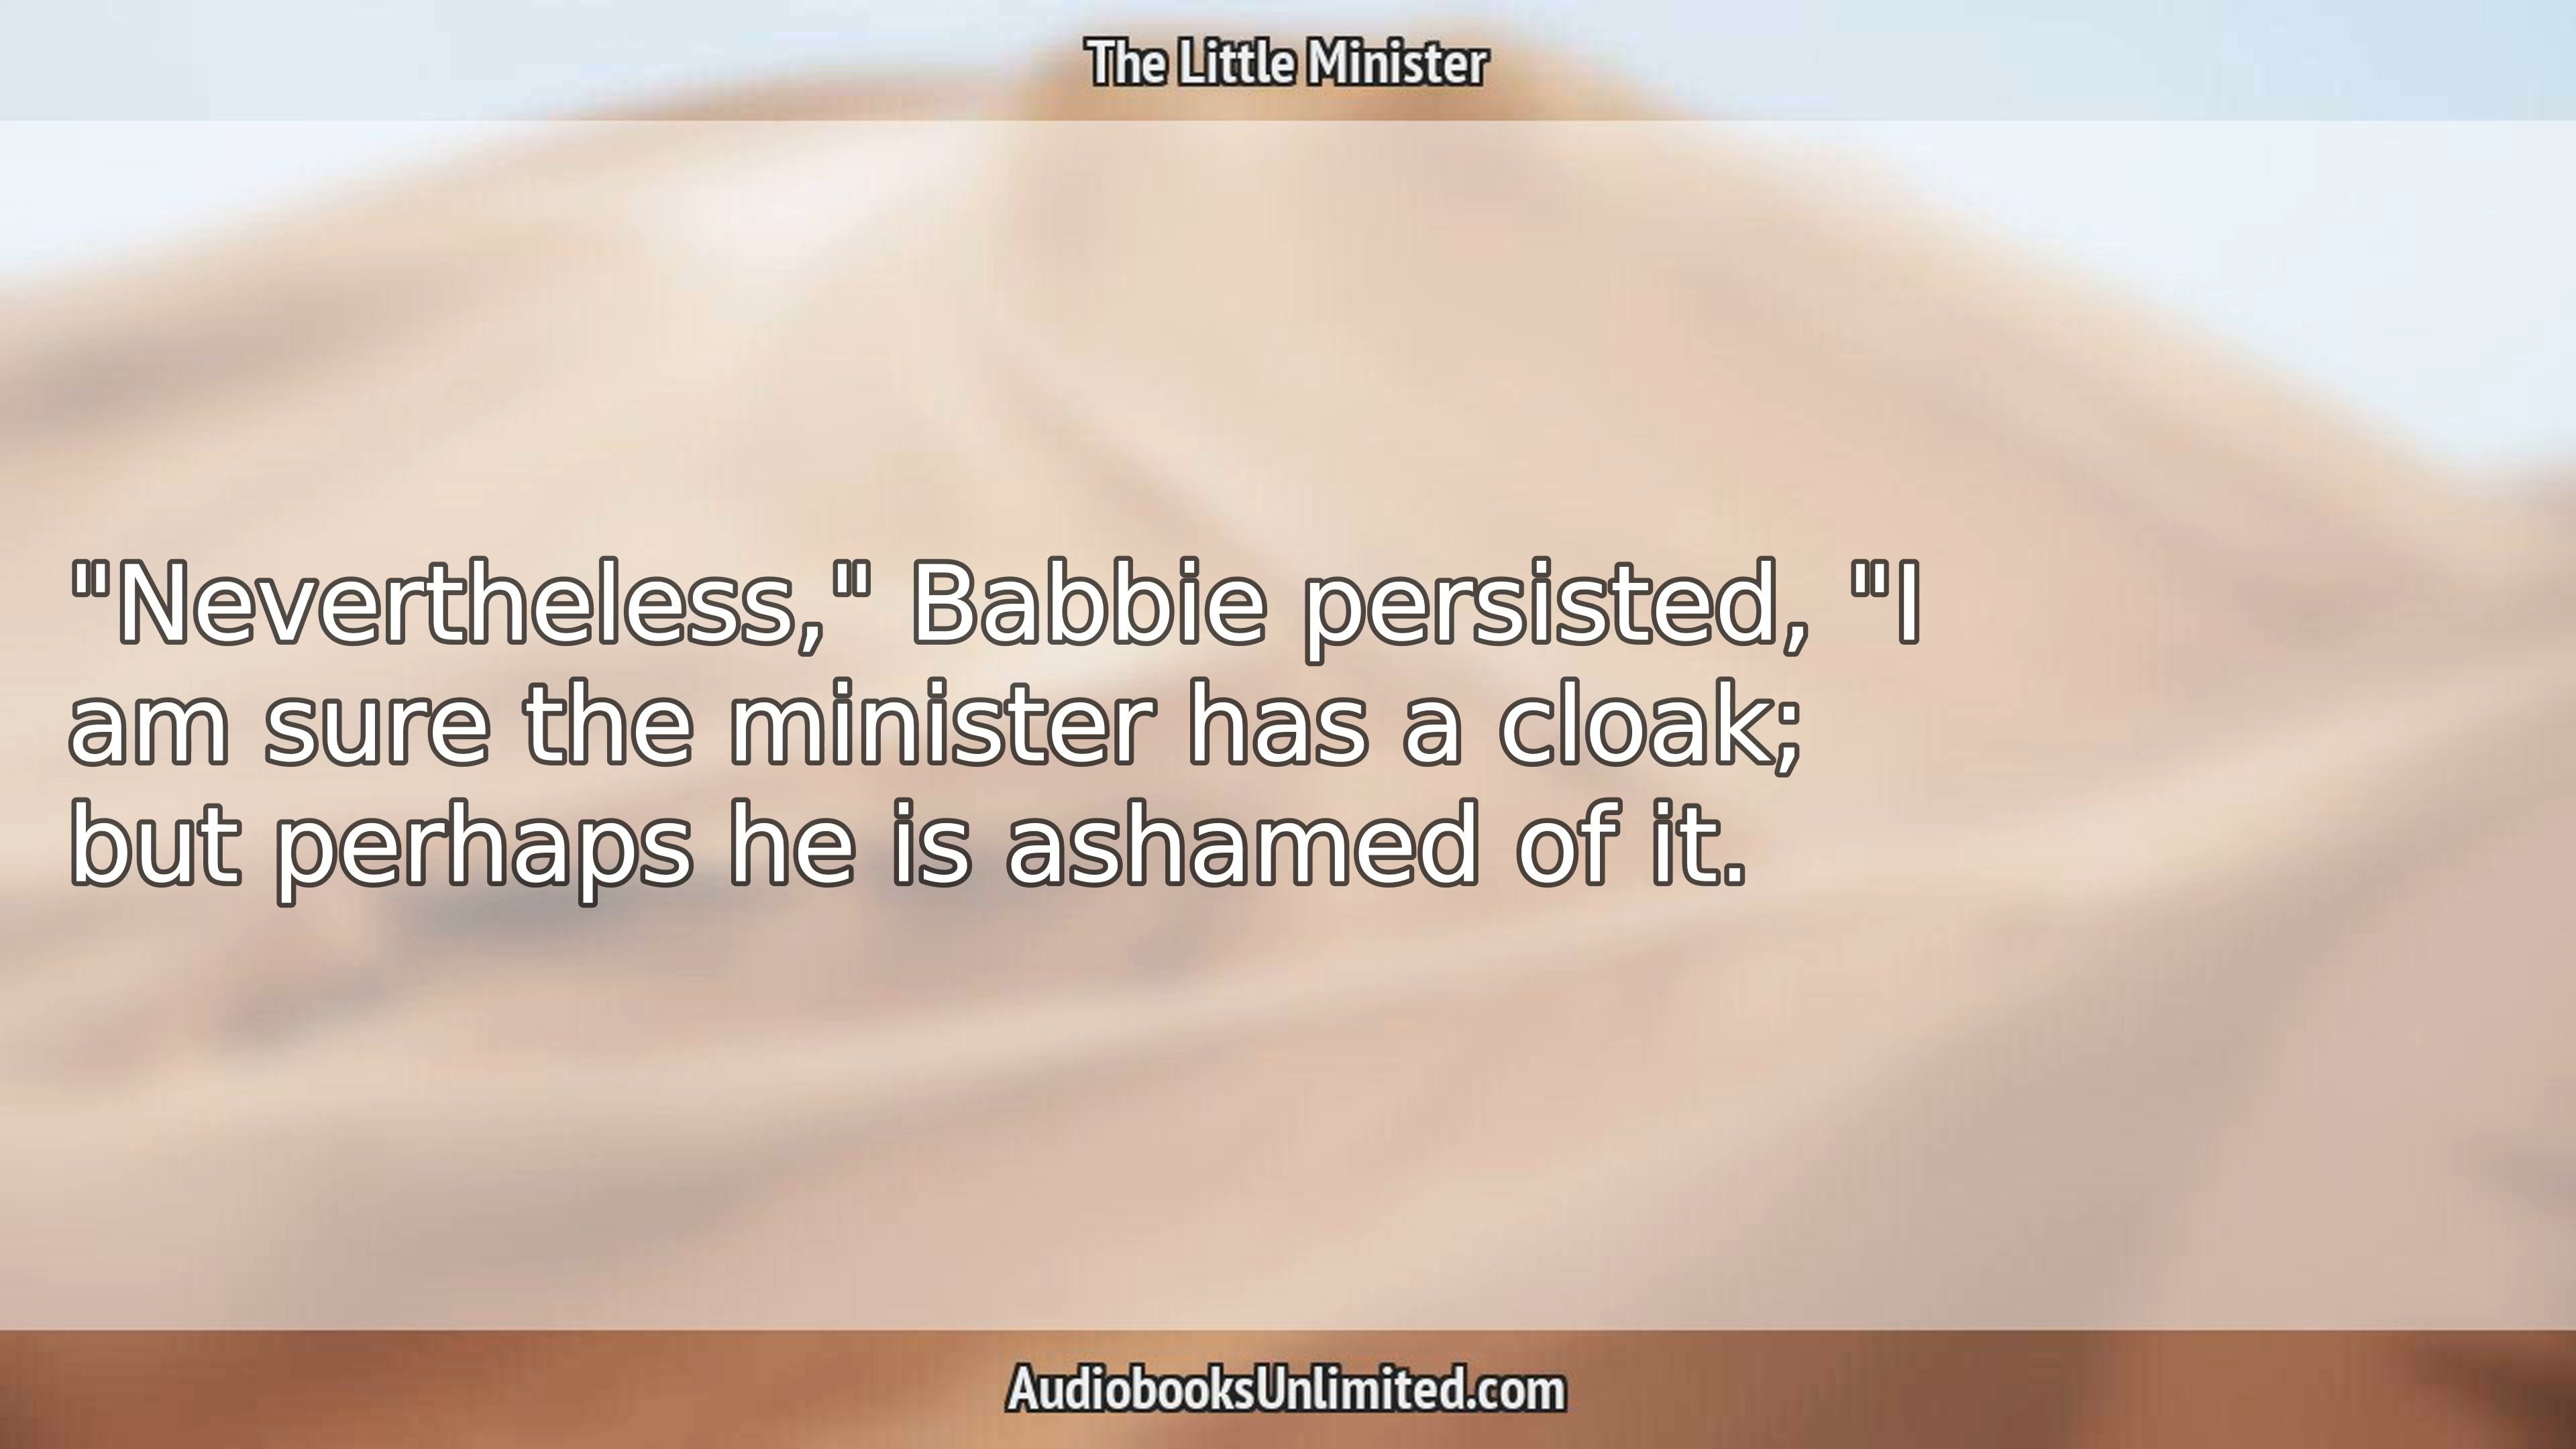 The Little Minister
"Nevertheless," Babbie persisted, "I
am sure the minister has a cloak;
but perhaps he is ashamed of it.
AudiobooksUnlimited.com